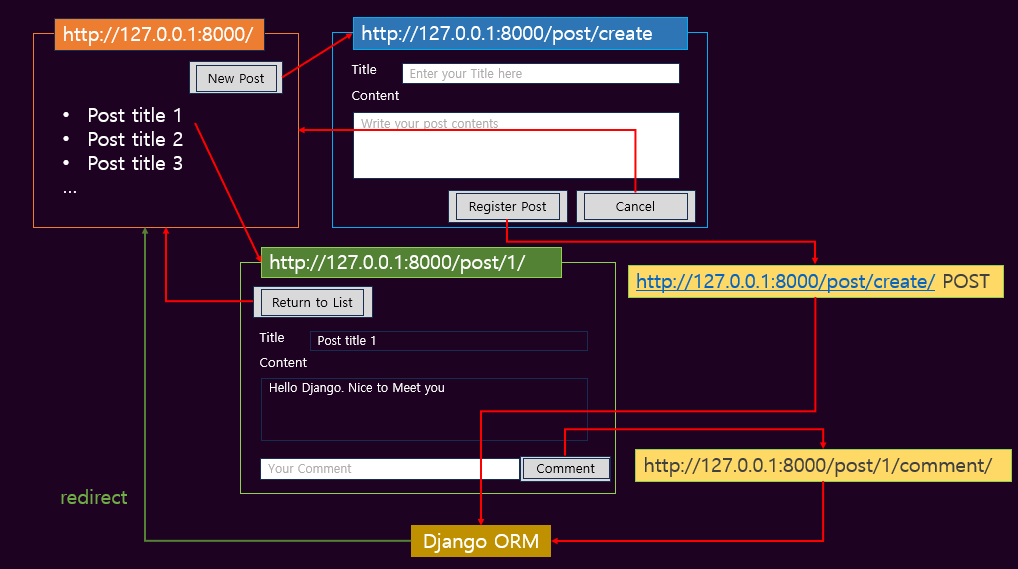 http://127.0.0.1:8000/
New Post
• Post title 1
• Post title 2
• Post title 3
...
http://127.0.0.1:8000/post/create
Title
Enter your Title here
Content
Write your post contents
Register Post
Cancel
http://127.0.0.1:8000/post/1/
Return to List
Title
Post title 1
Content
Hello Django. Nice to Meet you
Your Comment
Comment
http://127.0.0.1:8000/post/create/ POST
http://127.0.0.1:8000/post/1/comment/
redirect
Django ORM